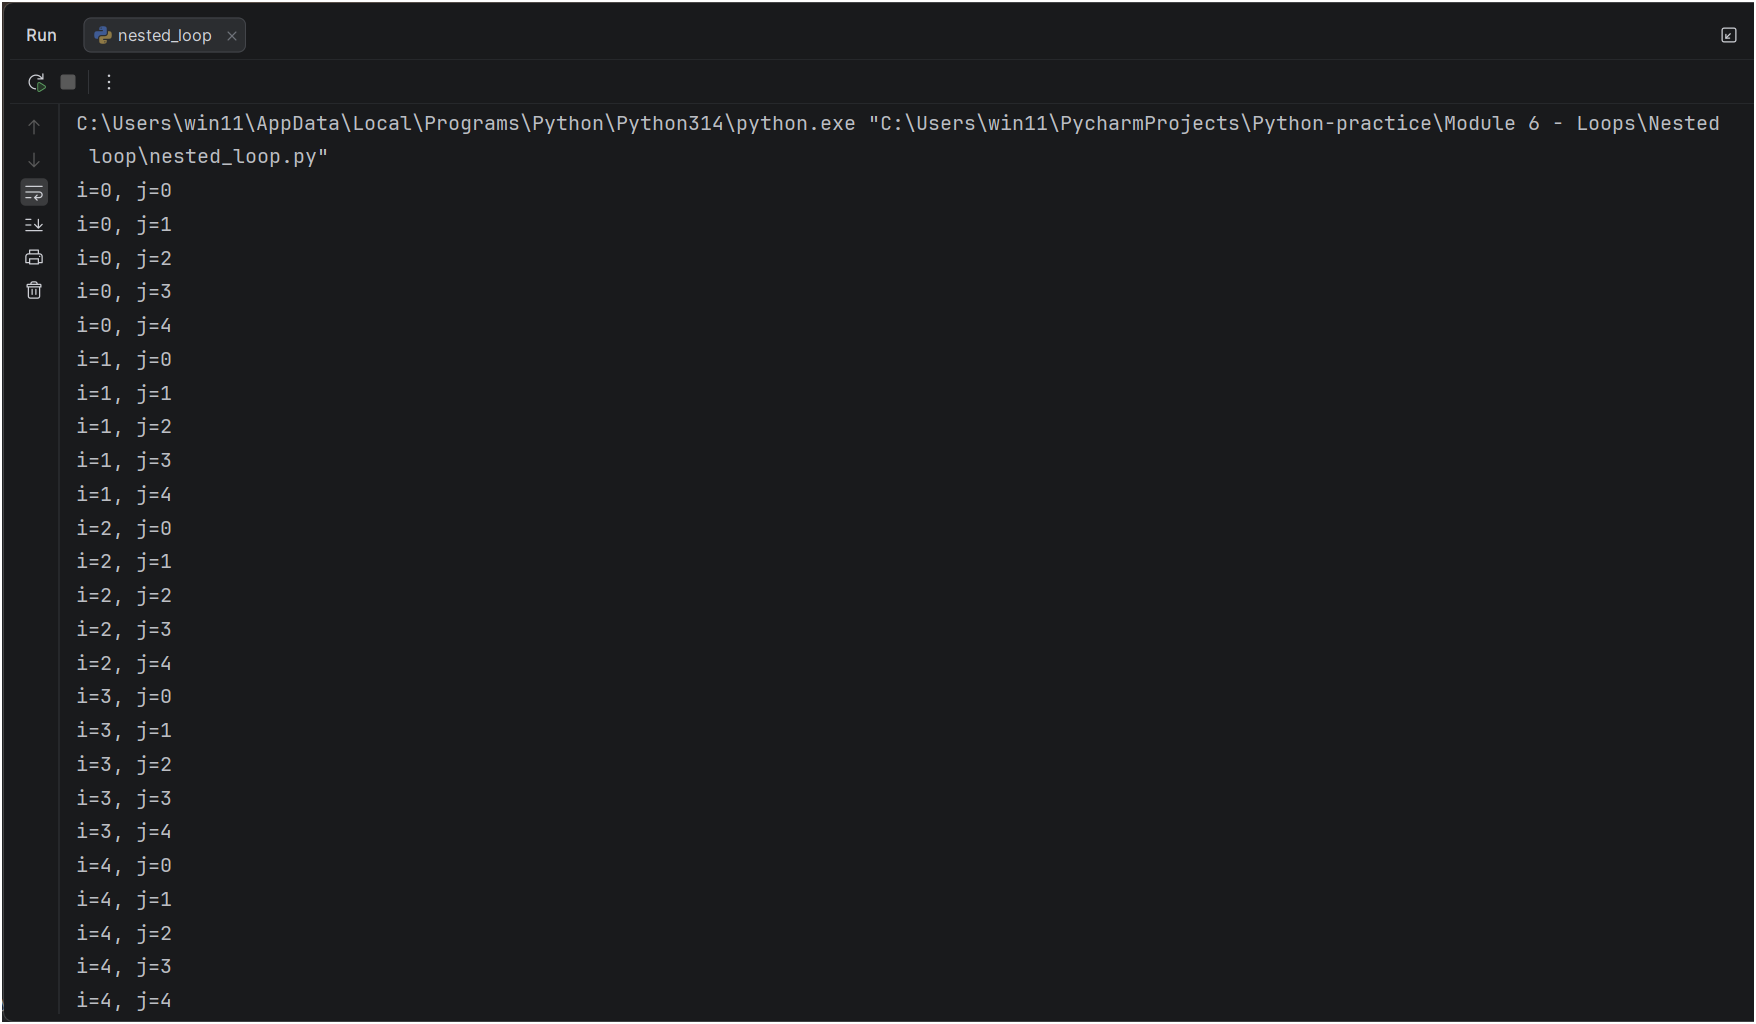 Run nested_loop
C:\Users\win11\AppData\Local\Programs\Python\Python314\python.exe "C:\Users\win11\PycharmProjects\Python-practice\Module 6 - Loops\Nested
loop\nested_loop.py"
i=0, j=0
i=0, j=1
i=0, j=2
i=0, j=3
i=0, j=4
i=1, j=0
i=1, j=1
i=1, j=2
i=1, j=3
i=1, j=4
i=2, j=0
i=2, j=1
i=2, j=2
i=2, j=3
i=2, j=4
i=3, j=0
i=3, j=1
i=3, j=2
i=3, j=3
i=3, j=4
i=4, j=0
i=4, j=1
i=4, j=2
i=4, j=3
i=4, j=4